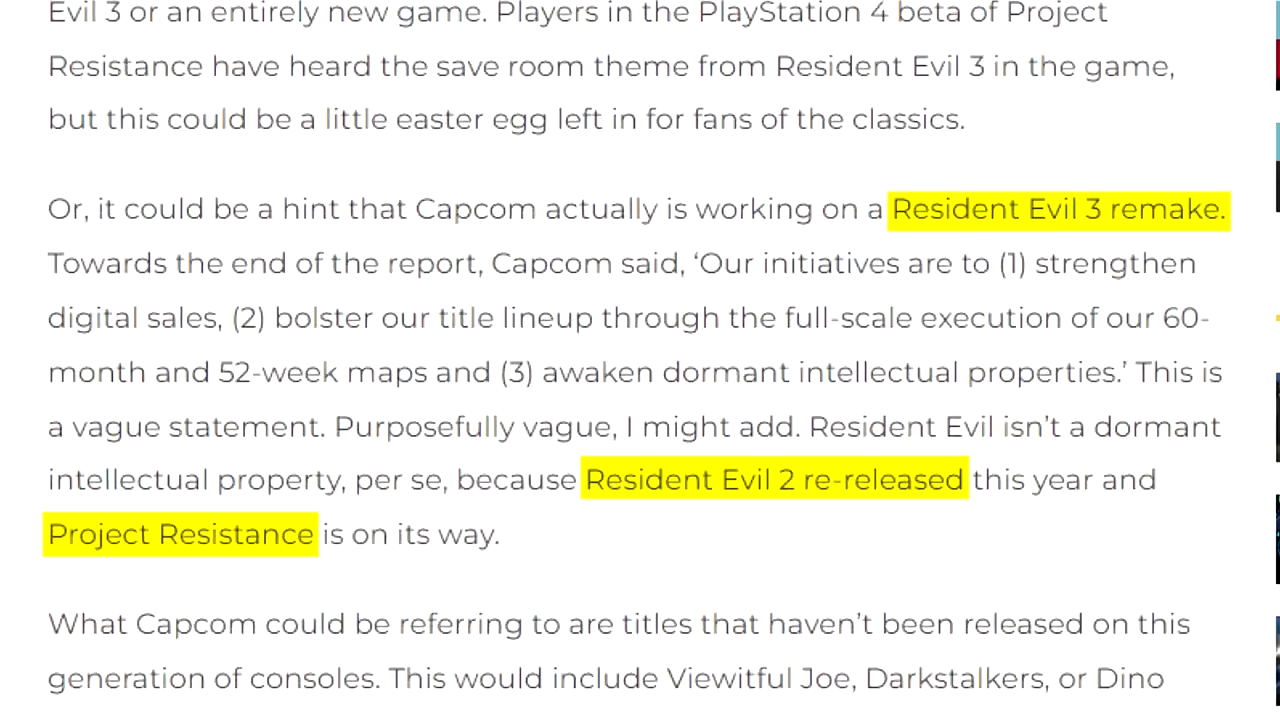 Evil 3 or an entirely new game. Players in the PlayStation 4 beta of Project
Resistance have heard the save room theme from Resident Evil 3 in the game,
but this could be a little easter egg left in for fans of the classics.
Or, it could be a hint that Capcom actually is working on a Resident Evil 3 remake.
Towards the end of the report, Capcom said, ‘Our initiatives are to (1) strengthen
digital sales, (2) bolster our title lineup through the full-scale execution of our 60-
month and 52-week maps and (3) awaken dormant intellectual properties.’ This is
a vague statement. Purposefully vague, I might add. Resident Evil isn’t a dormant
intellectual property, per se, because Resident Evil 2 re-released this year and
Project Resistance is on its way.
What Capcom could be referring to are titles that haven’t been released on this
generation of consoles. This would include Viewitful Joe, Darkstalkers, or Dino